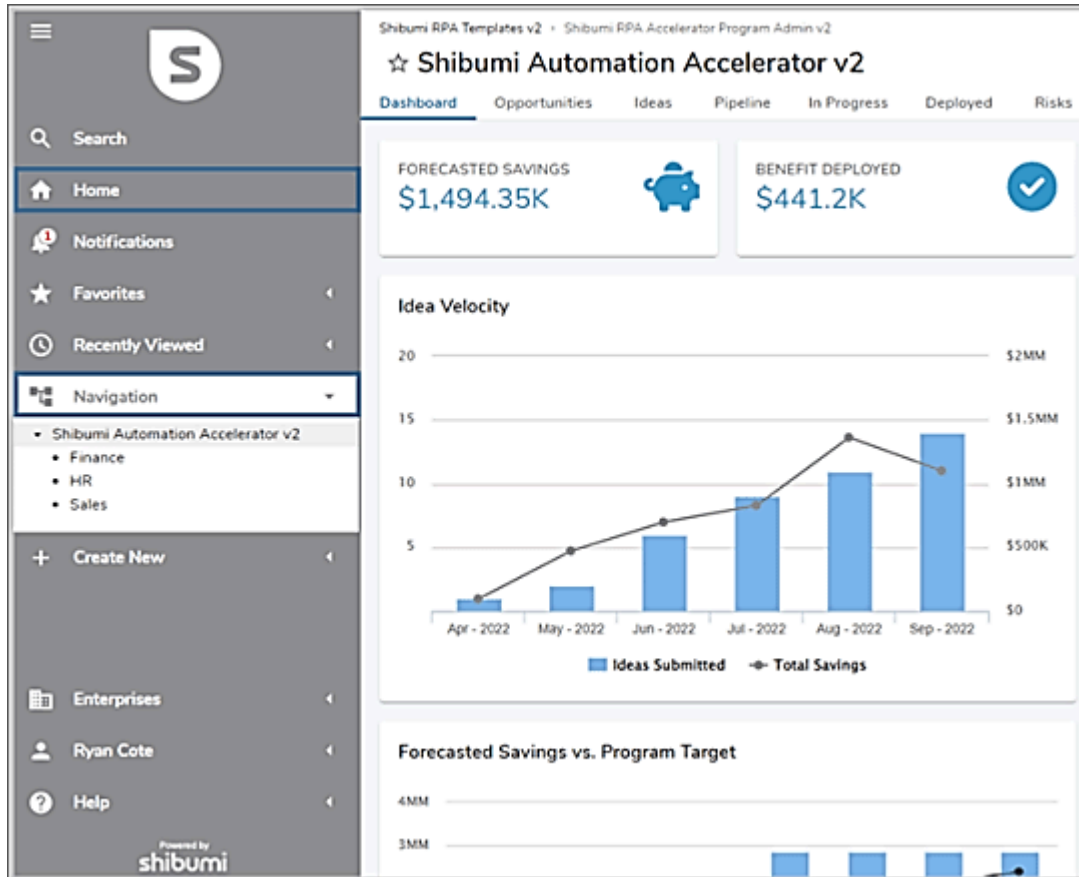 S
Search
Home
1
Notifications
Favorites
Recently Viewed
Navigation
Shibumi Automation Accelerator v2
Finance
HR
Sales
Create New
Enterprises
Ryan Cote
Help
Powered by
shibumi
Shibumi RPA Templates v2 Shibumi RPA Accelerator Program Admin v2
Shibumi Automation Accelerator v2
Dashboard Opportunities Ideas Pipeline In Progress Deployed Risks
FORECASTED SAVINGS
$1,494.35K
BENEFIT DEPLOYED
$441.2K
Idea Velocity
20 $2MM
15 $1.5MM
10 $1MM
5 $500K
$0
Apr - 2022 May - 2022 Jun - 2022 Jul - 2022 Aug - 2022 Sep - 2022
Ideas Submitted Total Savings
Forecasted Savings vs. Program Target
4MM
3MM